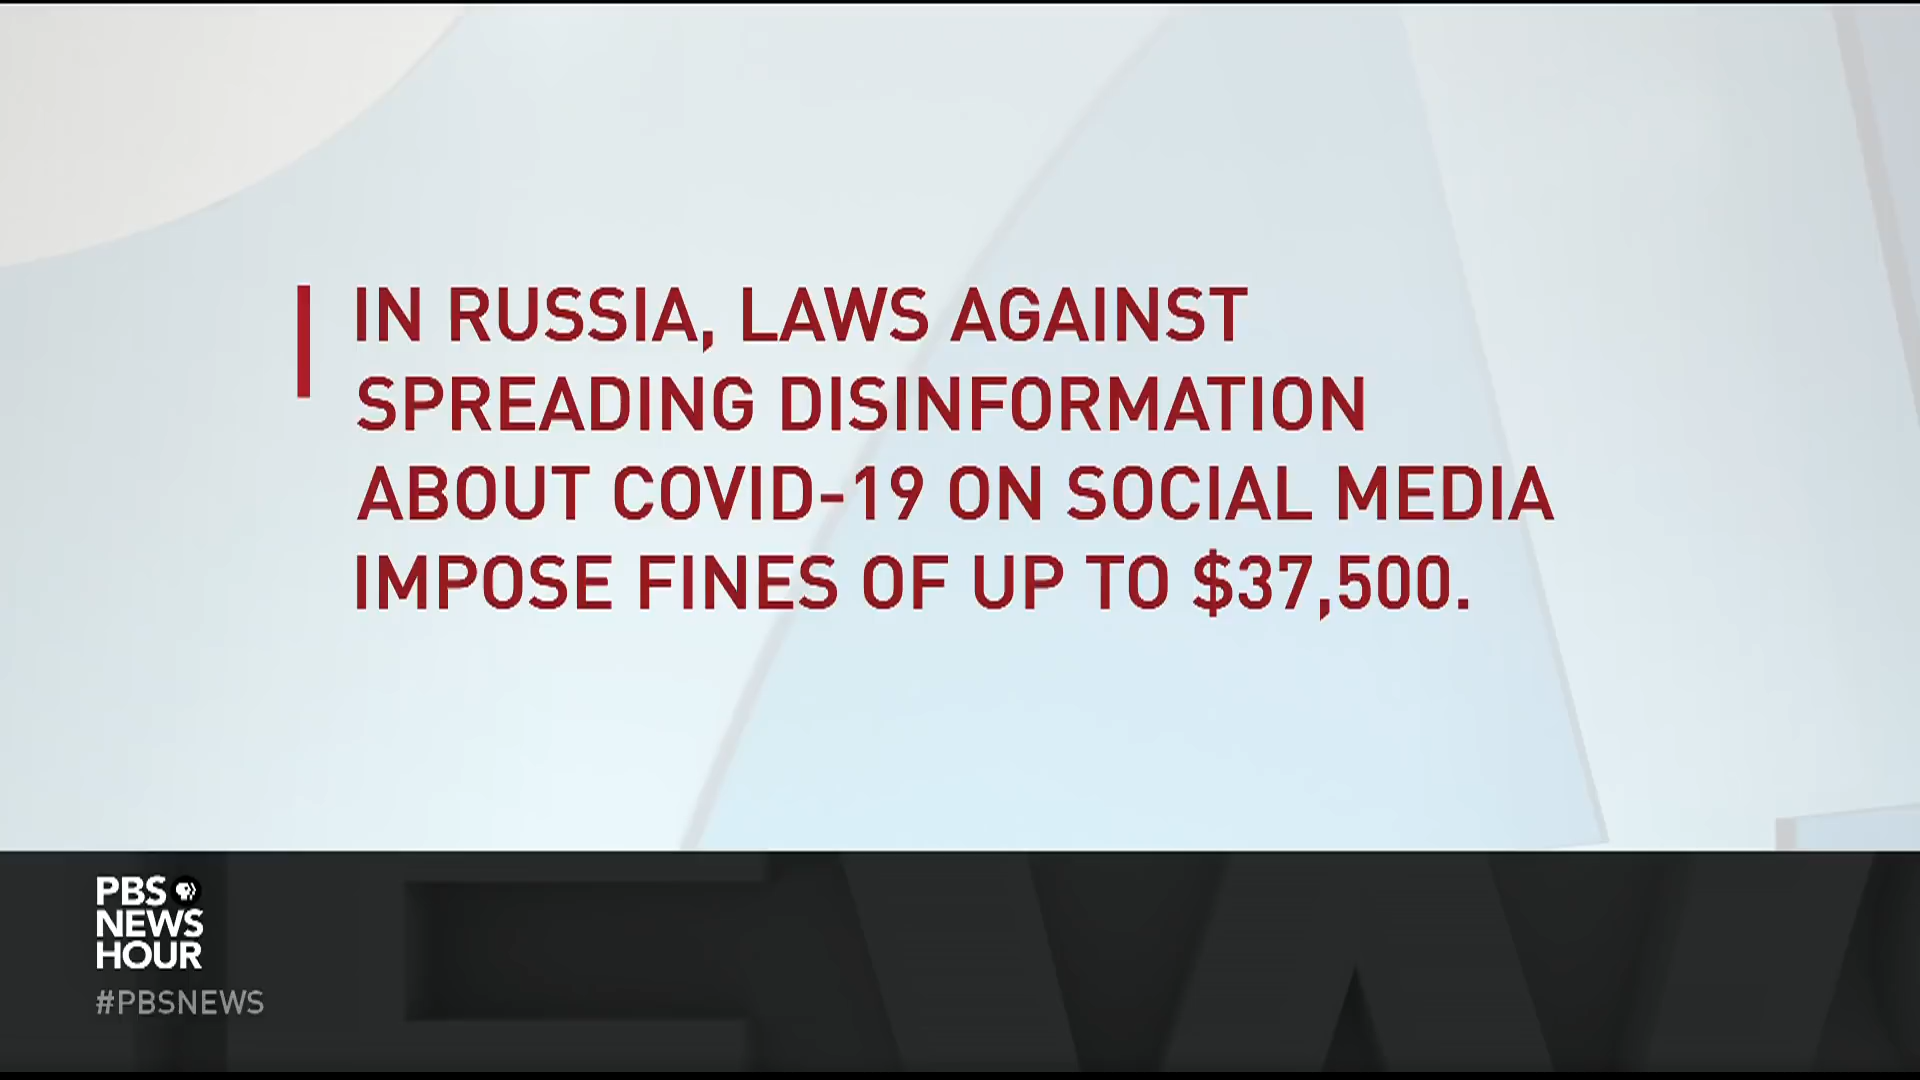 IN RUSSIA, LAWS AGAINST
SPREADING DISINFORMATION
ABOUT COVID-19 ON SOCIAL MEDIA
IMPOSE FINES OF UP TO $37,500.
PBS
NEWS
HOUR
#PBSNEWS